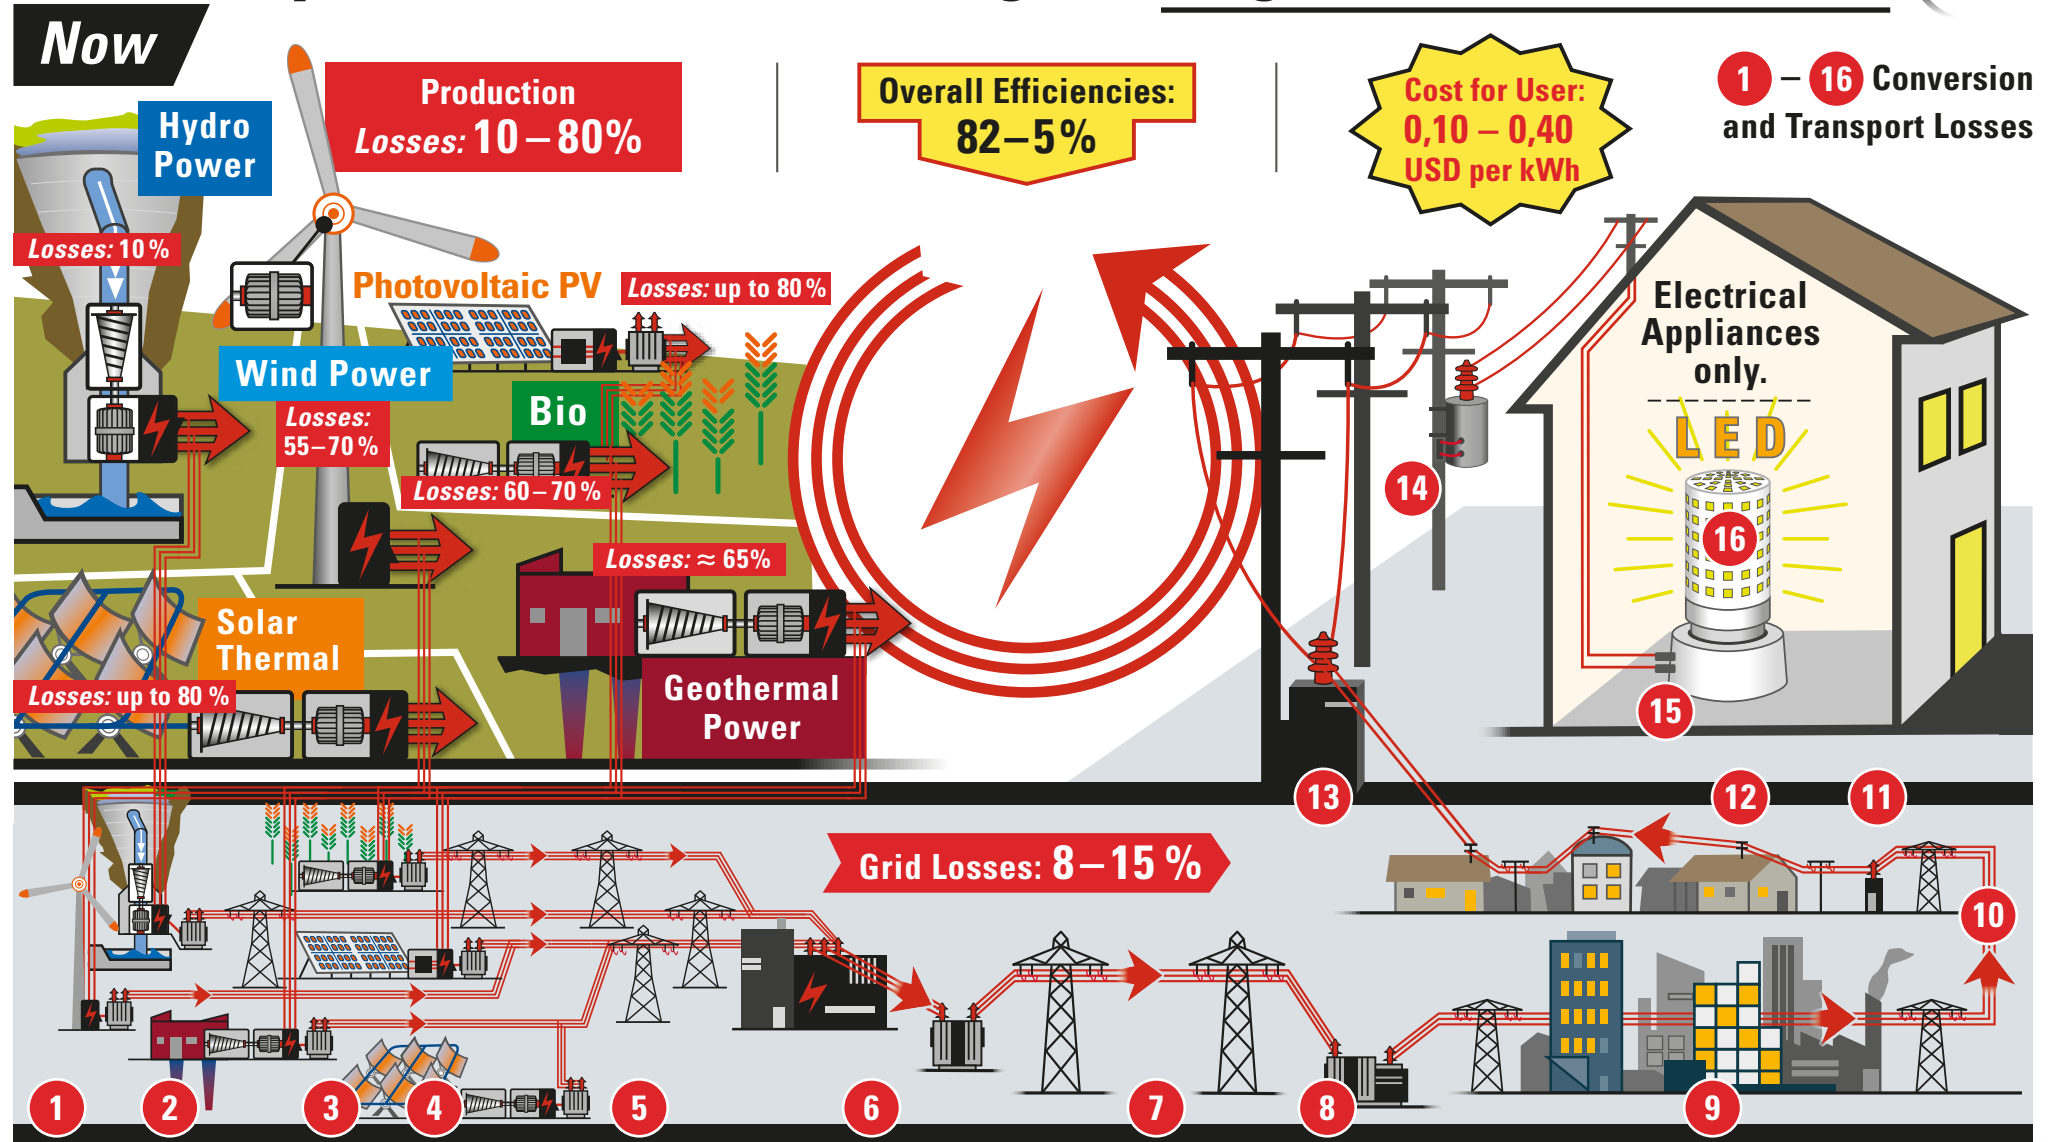 Now
Production
Losses: 10 – 80%
Overall Efficiencies:
82 – 5 %
Cost for User:
0,10 – 0,40
USD per kWh
1 – 16 Conversion
and Transport Losses
Hydro
Power
Losses: 10 %
Photovoltaic PV
Losses: up to 80 %
Wind Power
Losses:
55 – 70 %
Bio
Losses: 60 – 70 %
Losses: ≈ 65%
Solar
Thermal
Losses: up to 80 %
Geothermal
Power
Electrical
Appliances
only.
LED
14
16
15
13
12
11
Grid Losses: 8 – 15 %
10
1
2
3
4
5
6
7
8
9